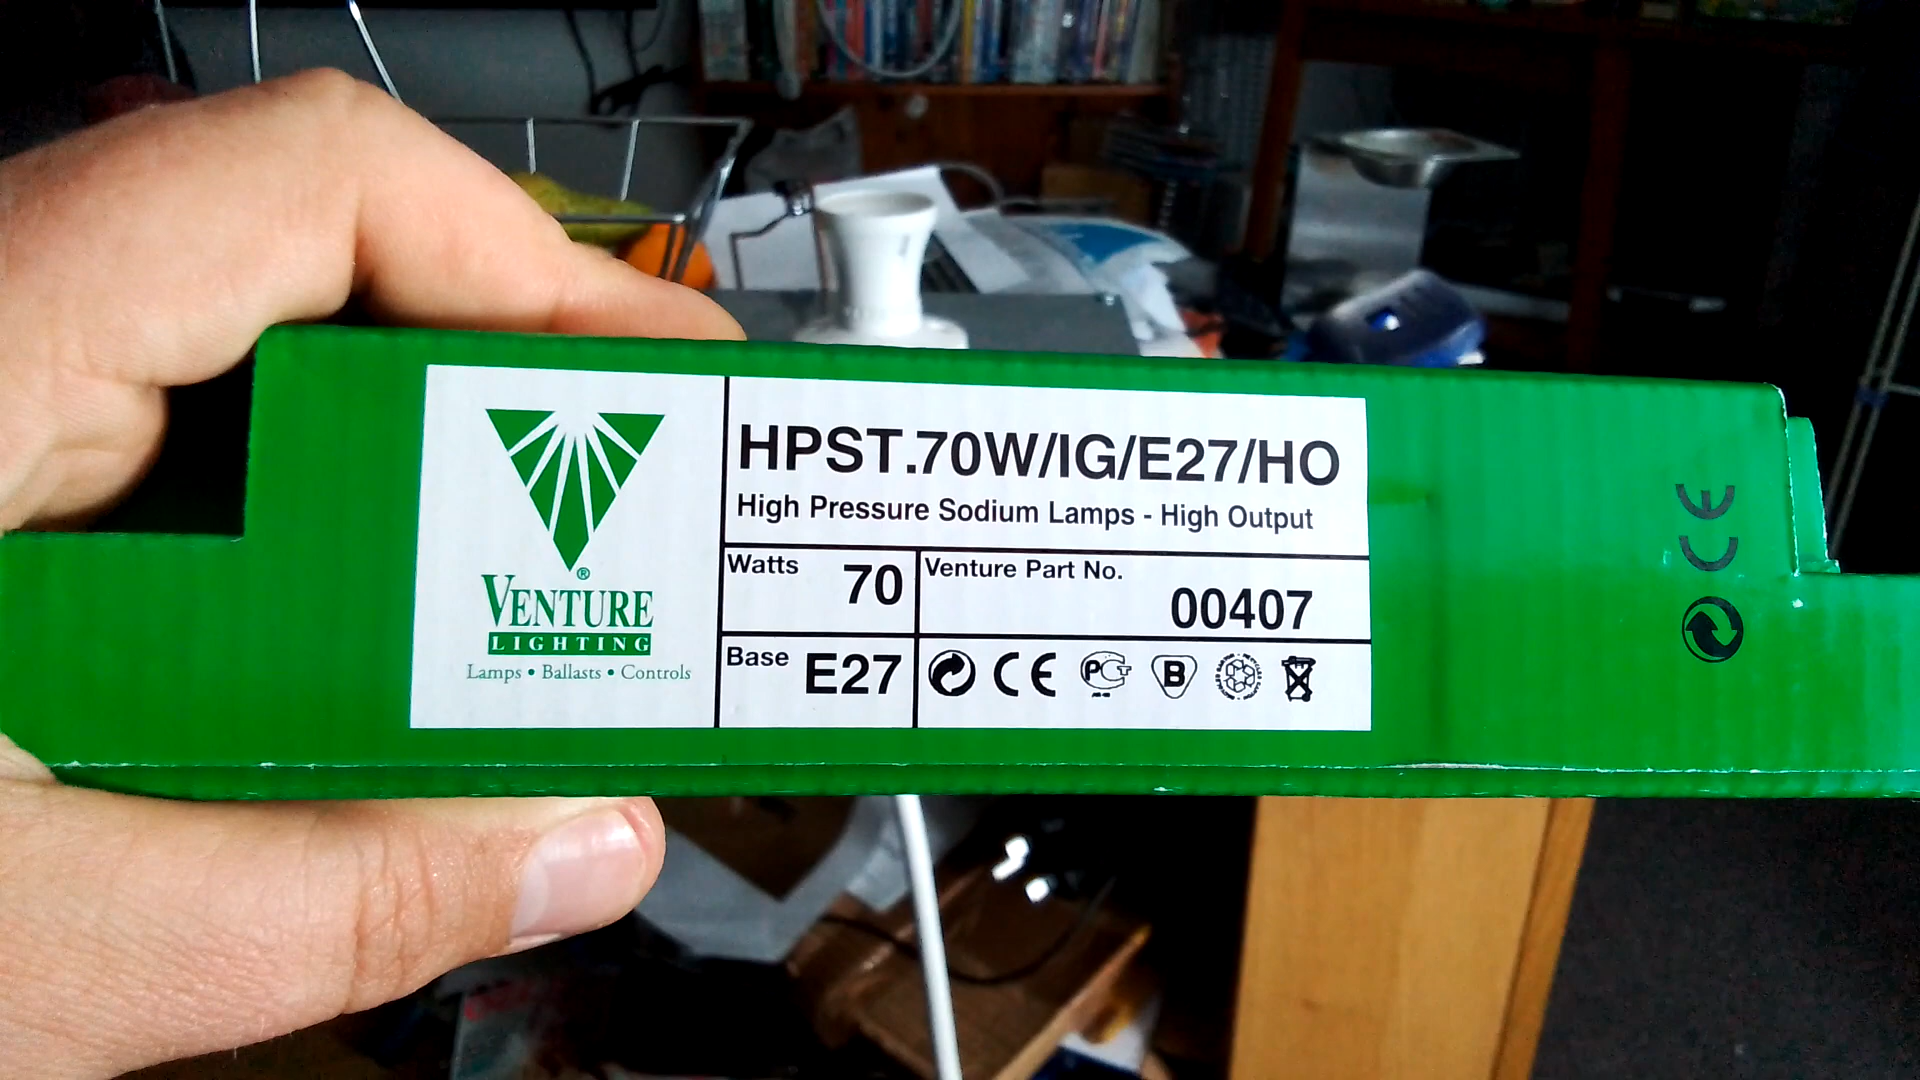 VENTURE®
LIGHTING
Lamps • Ballasts • Controls
HPST.70W/IG/E27/HO
High Pressure Sodium Lamps - High Output
Watts 70
Venture Part No. 00407
Base E27
CE
B
CE